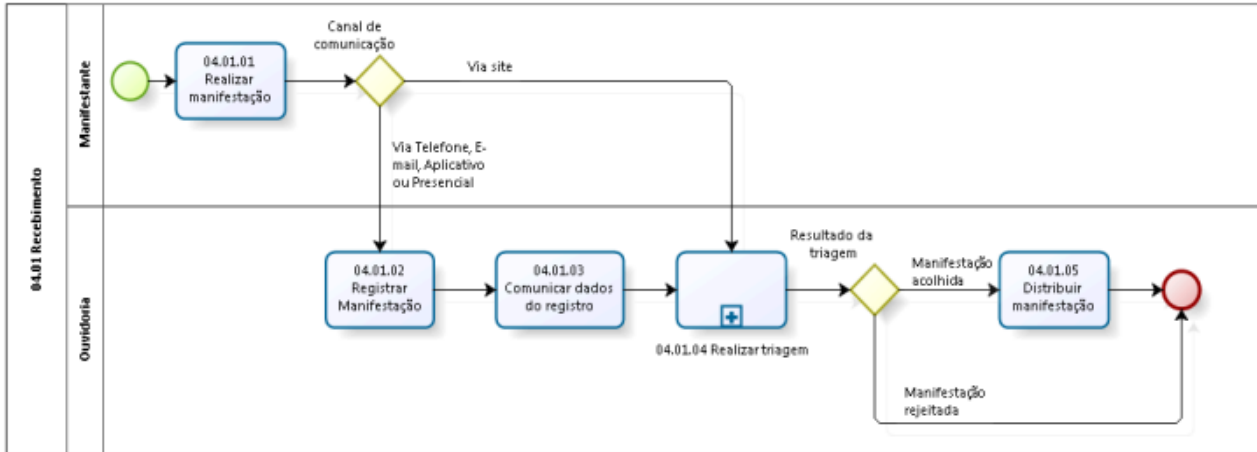 04.01 Recebimento
Manifestante
04.01.01
Realizar
manifestação
Canal de
comunicação
Via site
Via Telefone, E-
mail, Aplicativo
ou Presencial
Ouvidoria
04.01.02
Registrar
Manifestação
04.01.03
Comunicar dados
do registro
04.01.04 Realizar triagem
Resultado da
triagem
Manifestação
acolhida
04.01.05
Distribuir
manifestação
Manifestação
rejeitada